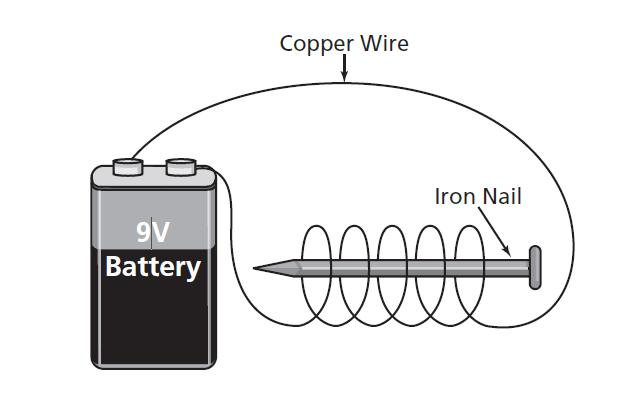 Copper Wire
Iron Nail
9V
Battery